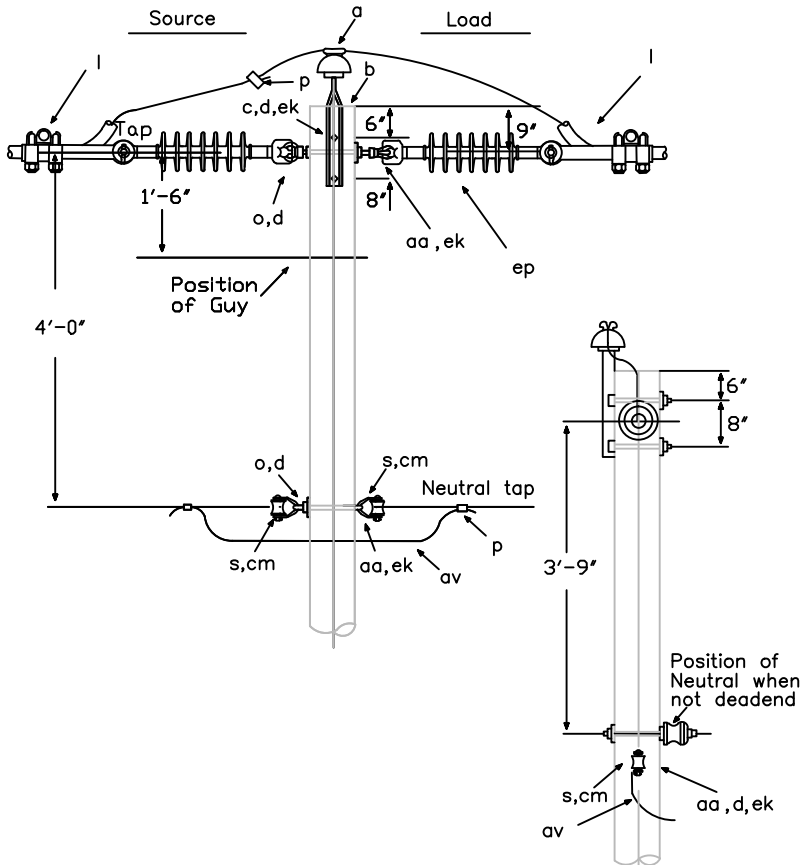 Source
Load
a
l
p
b
l
c,d,ek
Tap
6″
9″
1′-6″
o,d
8″
aa,ek
ep
Position
of Guy
4′-0″
6″
8″
o,d
s,cm
Neutral tap
s,cm
aa,ek
av
p
3′-9″
Position of
Neutral when
not deadend
s,cm
aa,d,ek
av